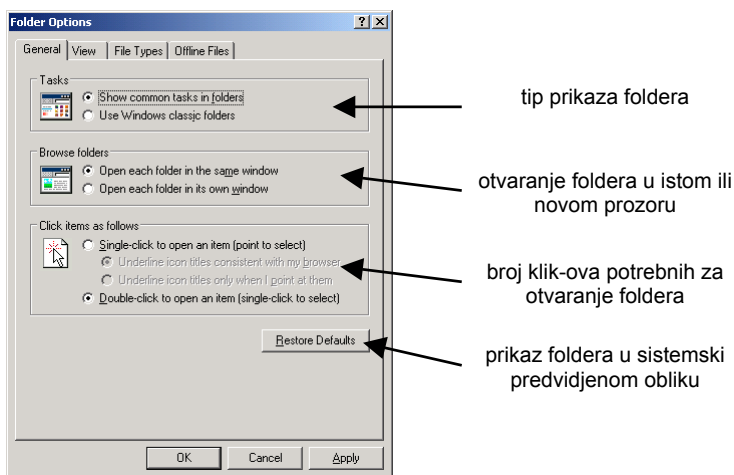 Folder Options
General View File Types Offline Files
Tasks
Show common tasks in folders
Use Windows classic folders
tip prikaza foldera
Browse folders
Open each folder in the same window
Open each folder in its own window
otvaranje foldera u istom ili
novom prozoru
Click items as follows
Single-click to open an item (point to select)
Underline icon titles consistent with my browser
Underline icon titles only when I point at them
Double-click to open an item (single-click to select)
broj klik-ova potrebnih za
otvaranje foldera
Restore Defaults
prikaz foldera u sistemski
predvidjenom obliku
OK Cancel Apply